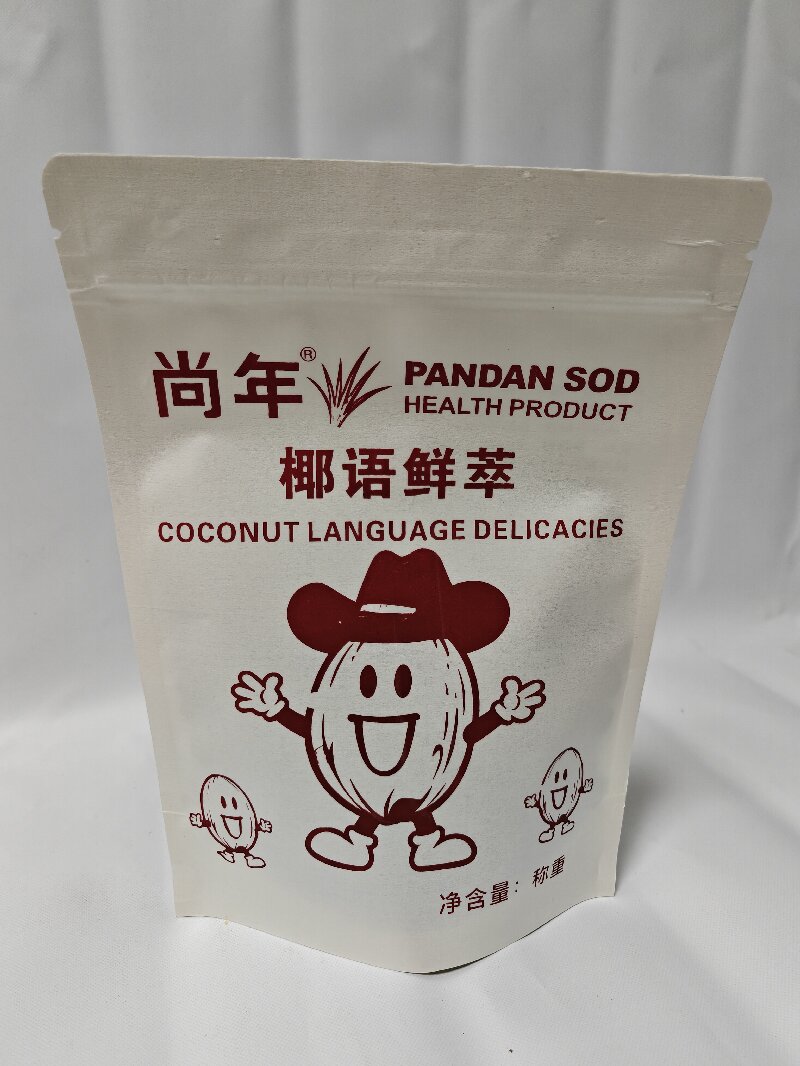 尚年® PANDAN SOD
HEALTH PRODUCT
椰语鲜萃
COCONUT LANGUAGE DELICACIES
净含量：称重